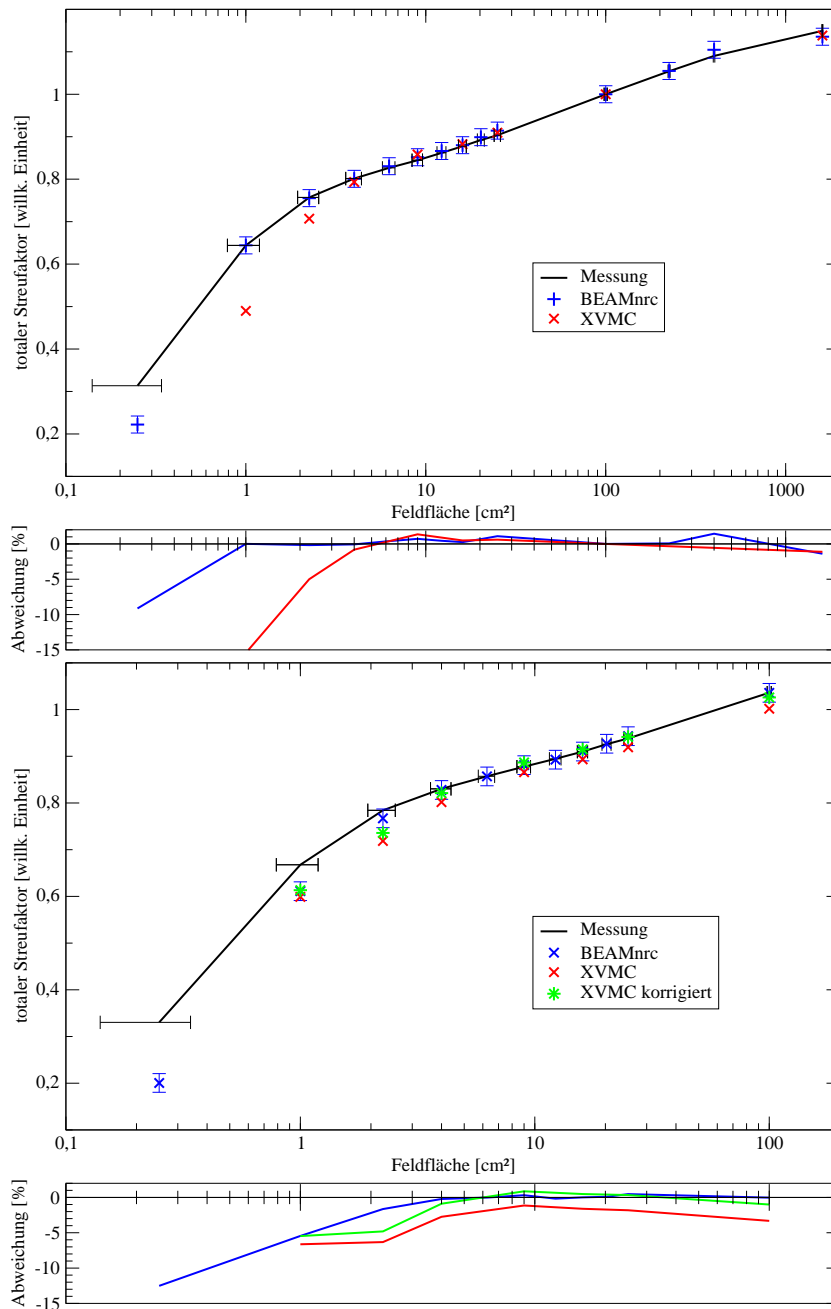 totaler Streufaktor [willk. Einheit]
1
0,8
0,6
0,4
0,2
0,1
1
10
100
1000
Feldfläche [cm²]
Messung
BEAMnrc
XVMC
Abweichung [%]
0
-5
-10
-15
totaler Streufaktor [willk. Einheit]
1
0,8
0,6
0,4
0,2
0,1
1
10
100
Feldfläche [cm²]
Messung
BEAMnrc
XVMC
XVMC korrigiert
Abweichung [%]
0
-5
-10
-15